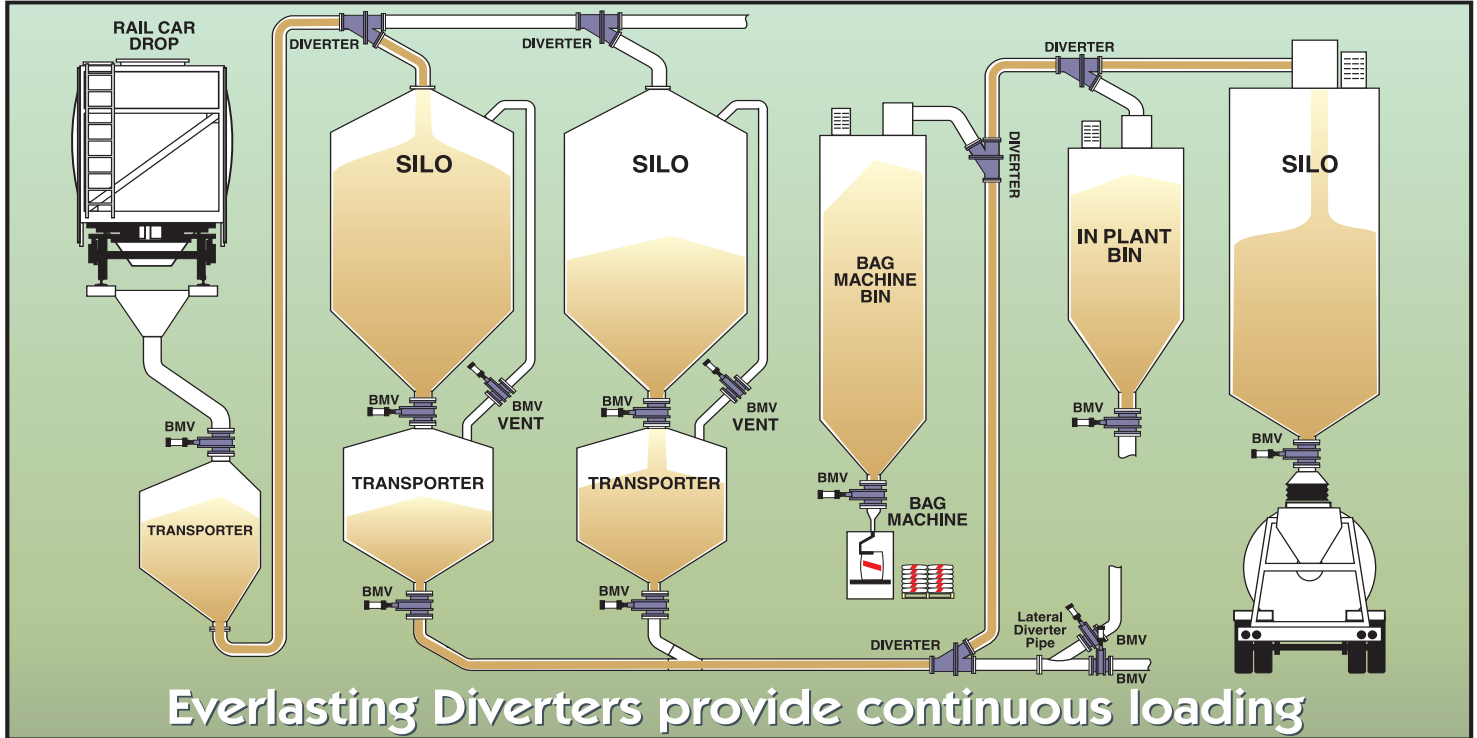 RAIL CAR
DROP
DIVERTER
DIVERTER
DIVERTER
SILO
SILO
DIVERTER
SILO
IN PLANT
BIN
BAG
MACHINE
BIN
BMV
VENT
BMV
VENT
BMV
BMV
BMV
BMV
BMV
TRANSPORTER
TRANSPORTER
BMV
BAG
MACHINE
TRANSPORTER
BMV
BMV
Lateral
Diverter
Pipe
BMV
DIVERTER
BMV
Everlasting Diverters provide continuous loading